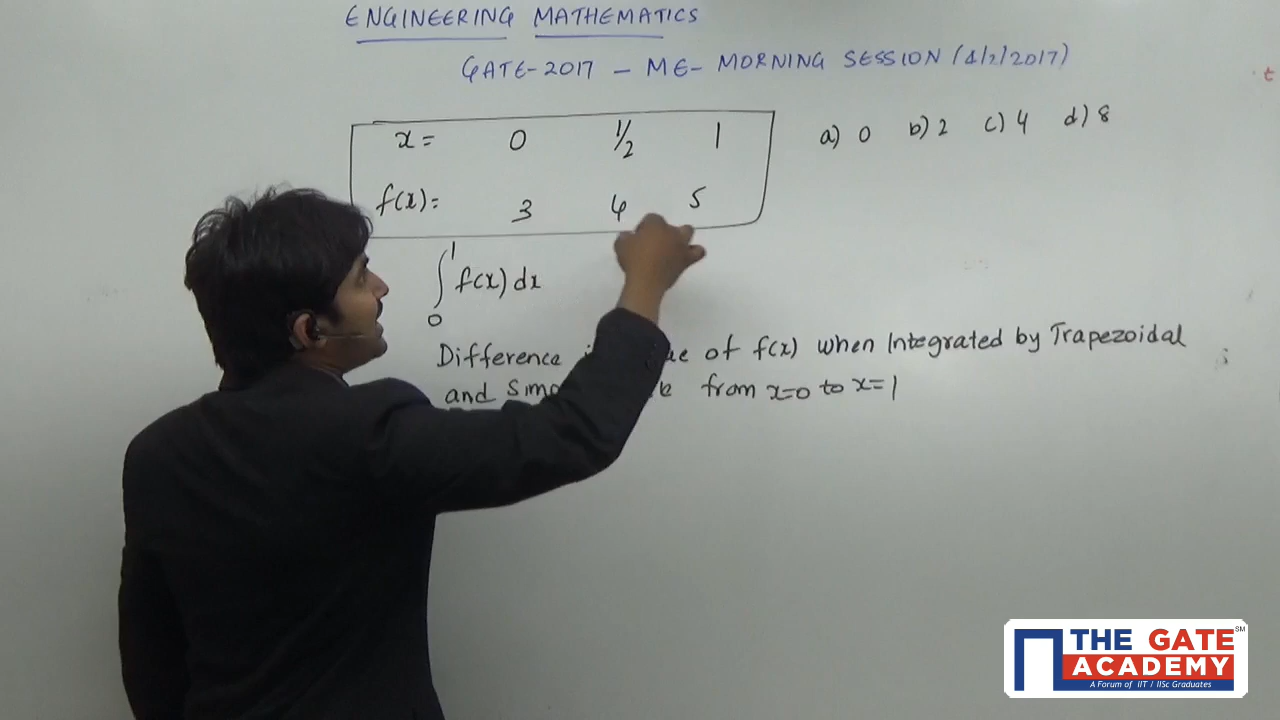 ENGINEERING MATHEMATICS
GATE-2017 - ME- MORNING SESSION (4/2/2017)
x= 0 1/2 1
a) 0 b) 2 c) 4 d) 8
f(x)= 3 4 5
∫₀¹ f(x) dx
Difference of f(x) when Integrated by Trapezoidal
and from x=0 to x=1
THE GATE ACADEMY SM
A Forum of IIT / IISc Graduates